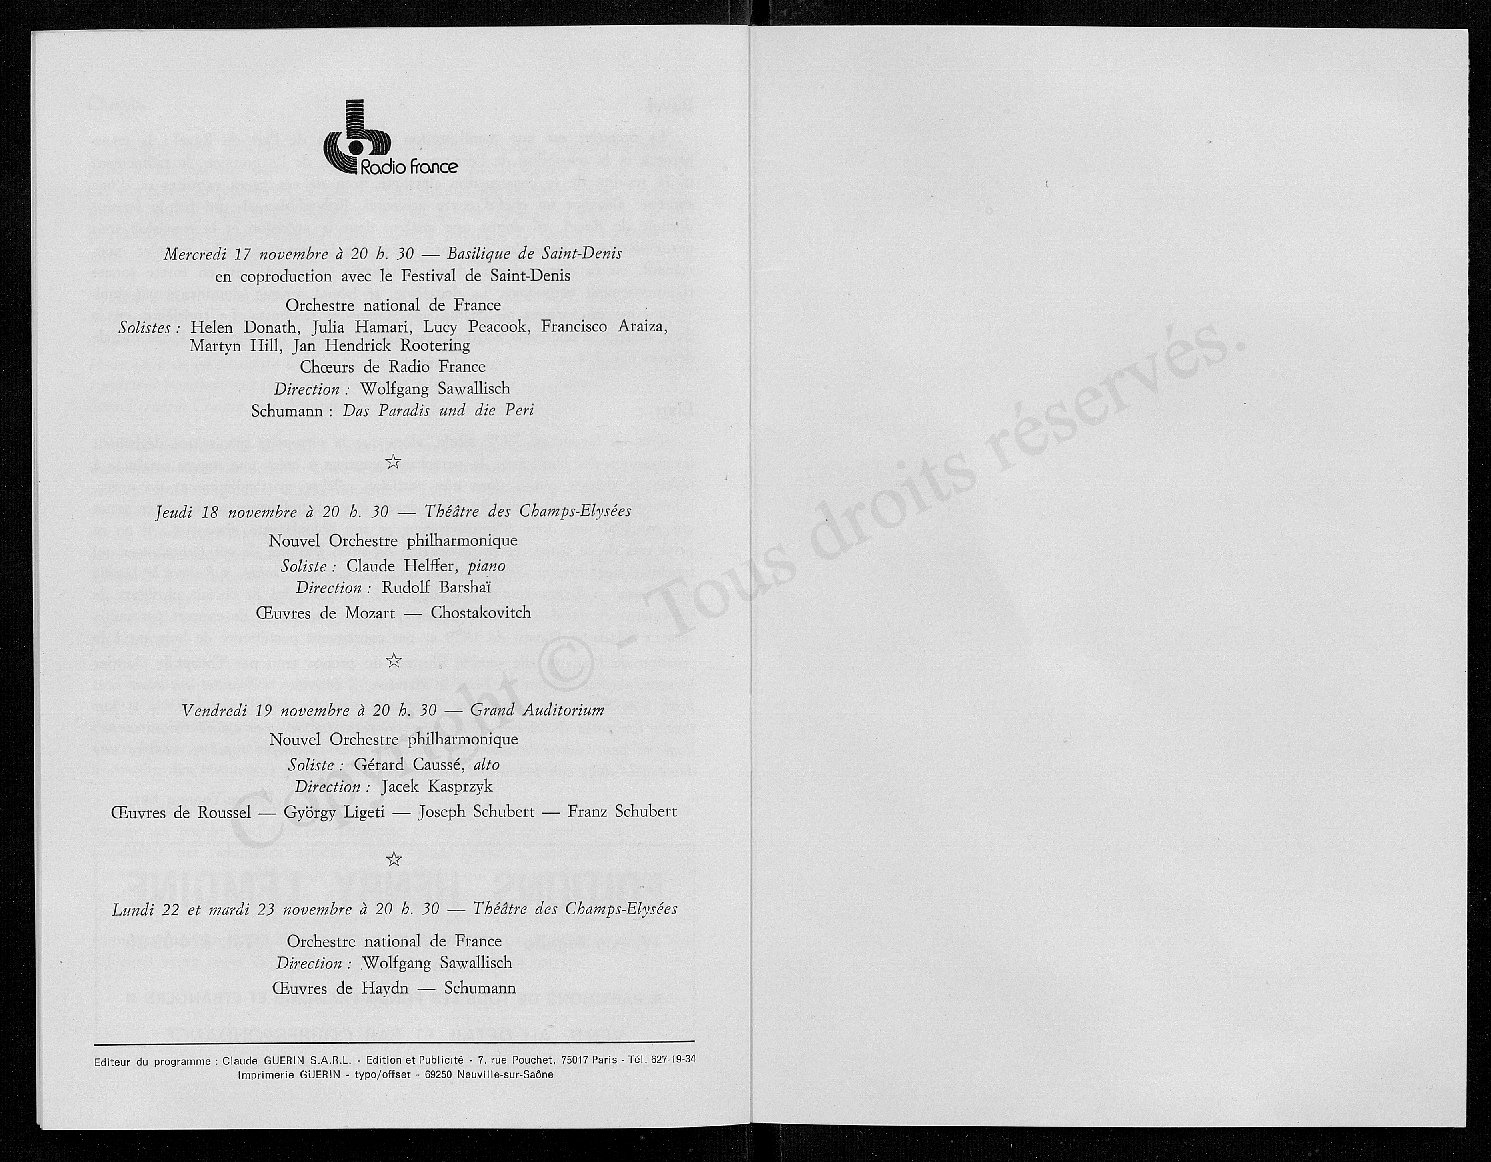 Radio france
Mercredi 17 novembre à 20 h. 30 — Basilique de Saint-Denis
en coproduction avec le Festival de Saint-Denis
Orchestre national de France
Solistes : Helen Donath, Julia Hamari, Lucy Peacook, Francisco Araiza,
Martyn Hill, Jan Hendrick Rootering
Chœurs de Radio France
Direction : Wolfgang Sawallisch
Schumann : Das Paradis und die Peri
Jeudi 18 novembre à 20 h. 30 — Théâtre des Champs-Elysées
Nouvel Orchestre philharmonique
Soliste : Claude Helffer, piano
Direction : Rudolf Barshaï
Œuvres de Mozart — Chostakovitch
Vendredi 19 novembre à 20 h. 30 — Grand Auditorium
Nouvel Orchestre philharmonique
Soliste : Gérard Caussé, alto
Direction : Jacek Kasprzyk
Œuvres de Roussel — György Ligeti — Joseph Schubert — Franz Schubert
Lundi 22 et mardi 23 novembre à 20 h. 30 — Théâtre des Champs-Elysées
Orchestre national de France
Direction : Wolfgang Sawallisch
Œuvres de Haydn — Schumann
Editeur du programme : Claude GUERIN S.A.R.L. - Edition et Publicité - 7, rue Pouchet, 75017 Paris - Tél. 627-19-34
Imprimerie GUERIN - typo/offset - 69250 Neuville-sur-Saône
Copyright © - Tous droits réservés.